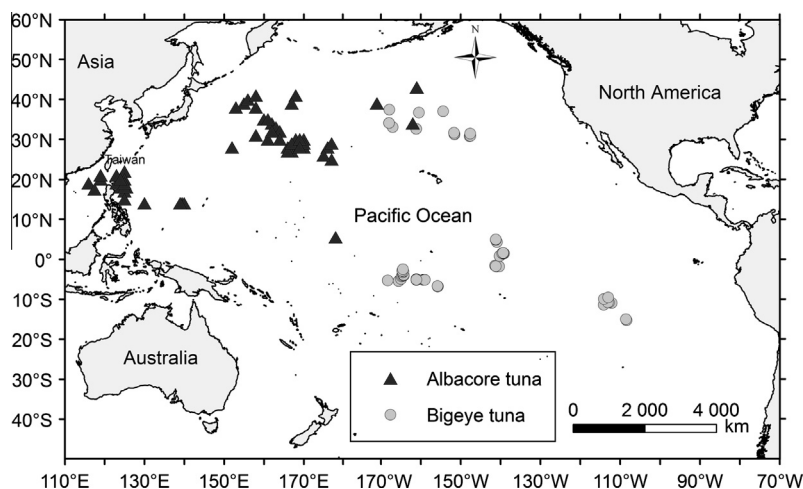 60°N
50°N
40°N
30°N
20°N
10°N
0°
10°S
20°S
30°S
40°S
Asia
N
North America
Taiwan
Pacific Ocean
Australia
Albacore tuna
Bigeye tuna
0 2 000 4 000
km
110°E 130°E 150°E 170°E 170°W 150°W 130°W 110°W 90°W 70°W